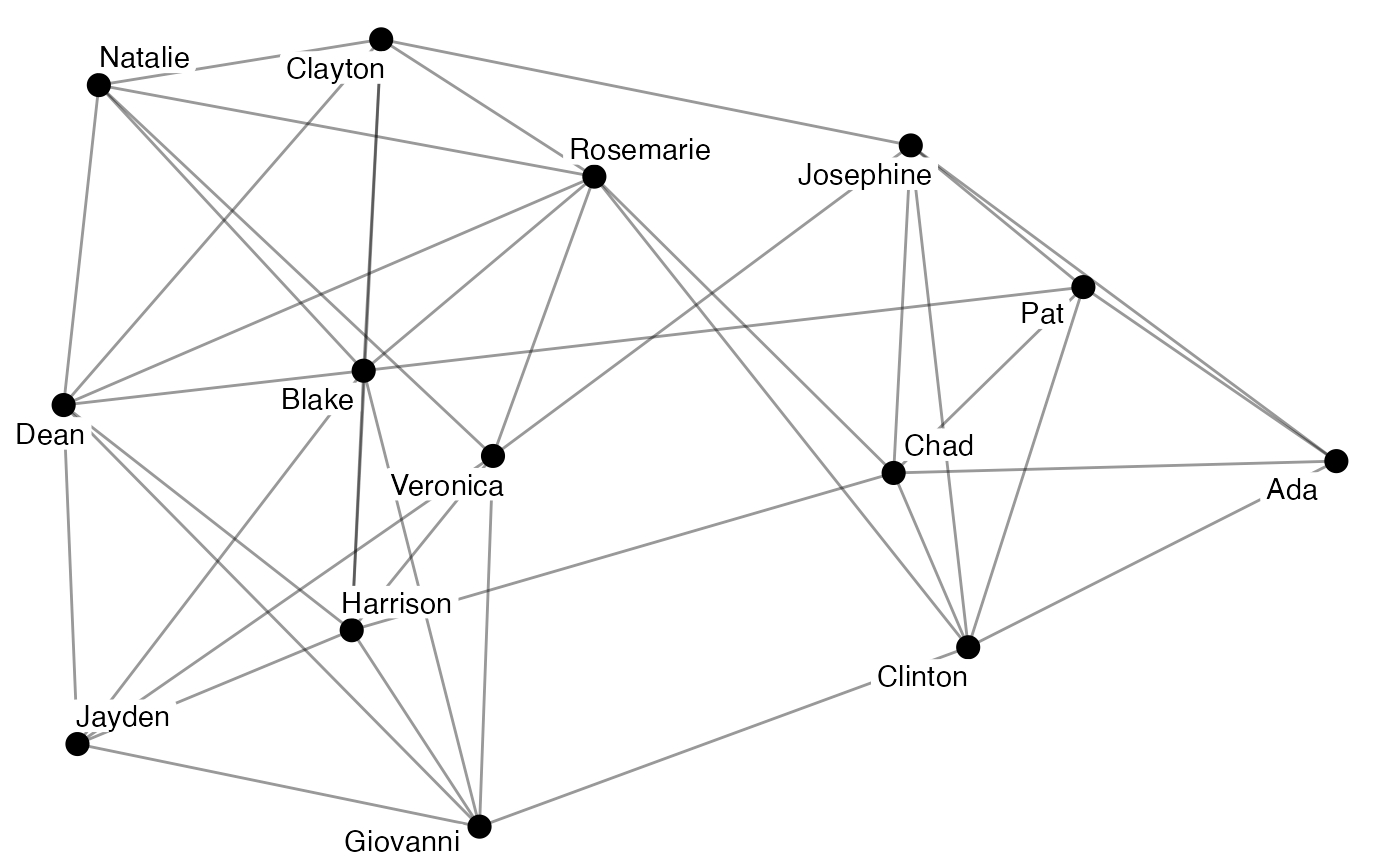 Natalie
Clayton
Rosemarie
Josephine
Pat
Blake
Dean
Chad
Veronica
Ada
Harrison
Clinton
Jayden
Giovanni